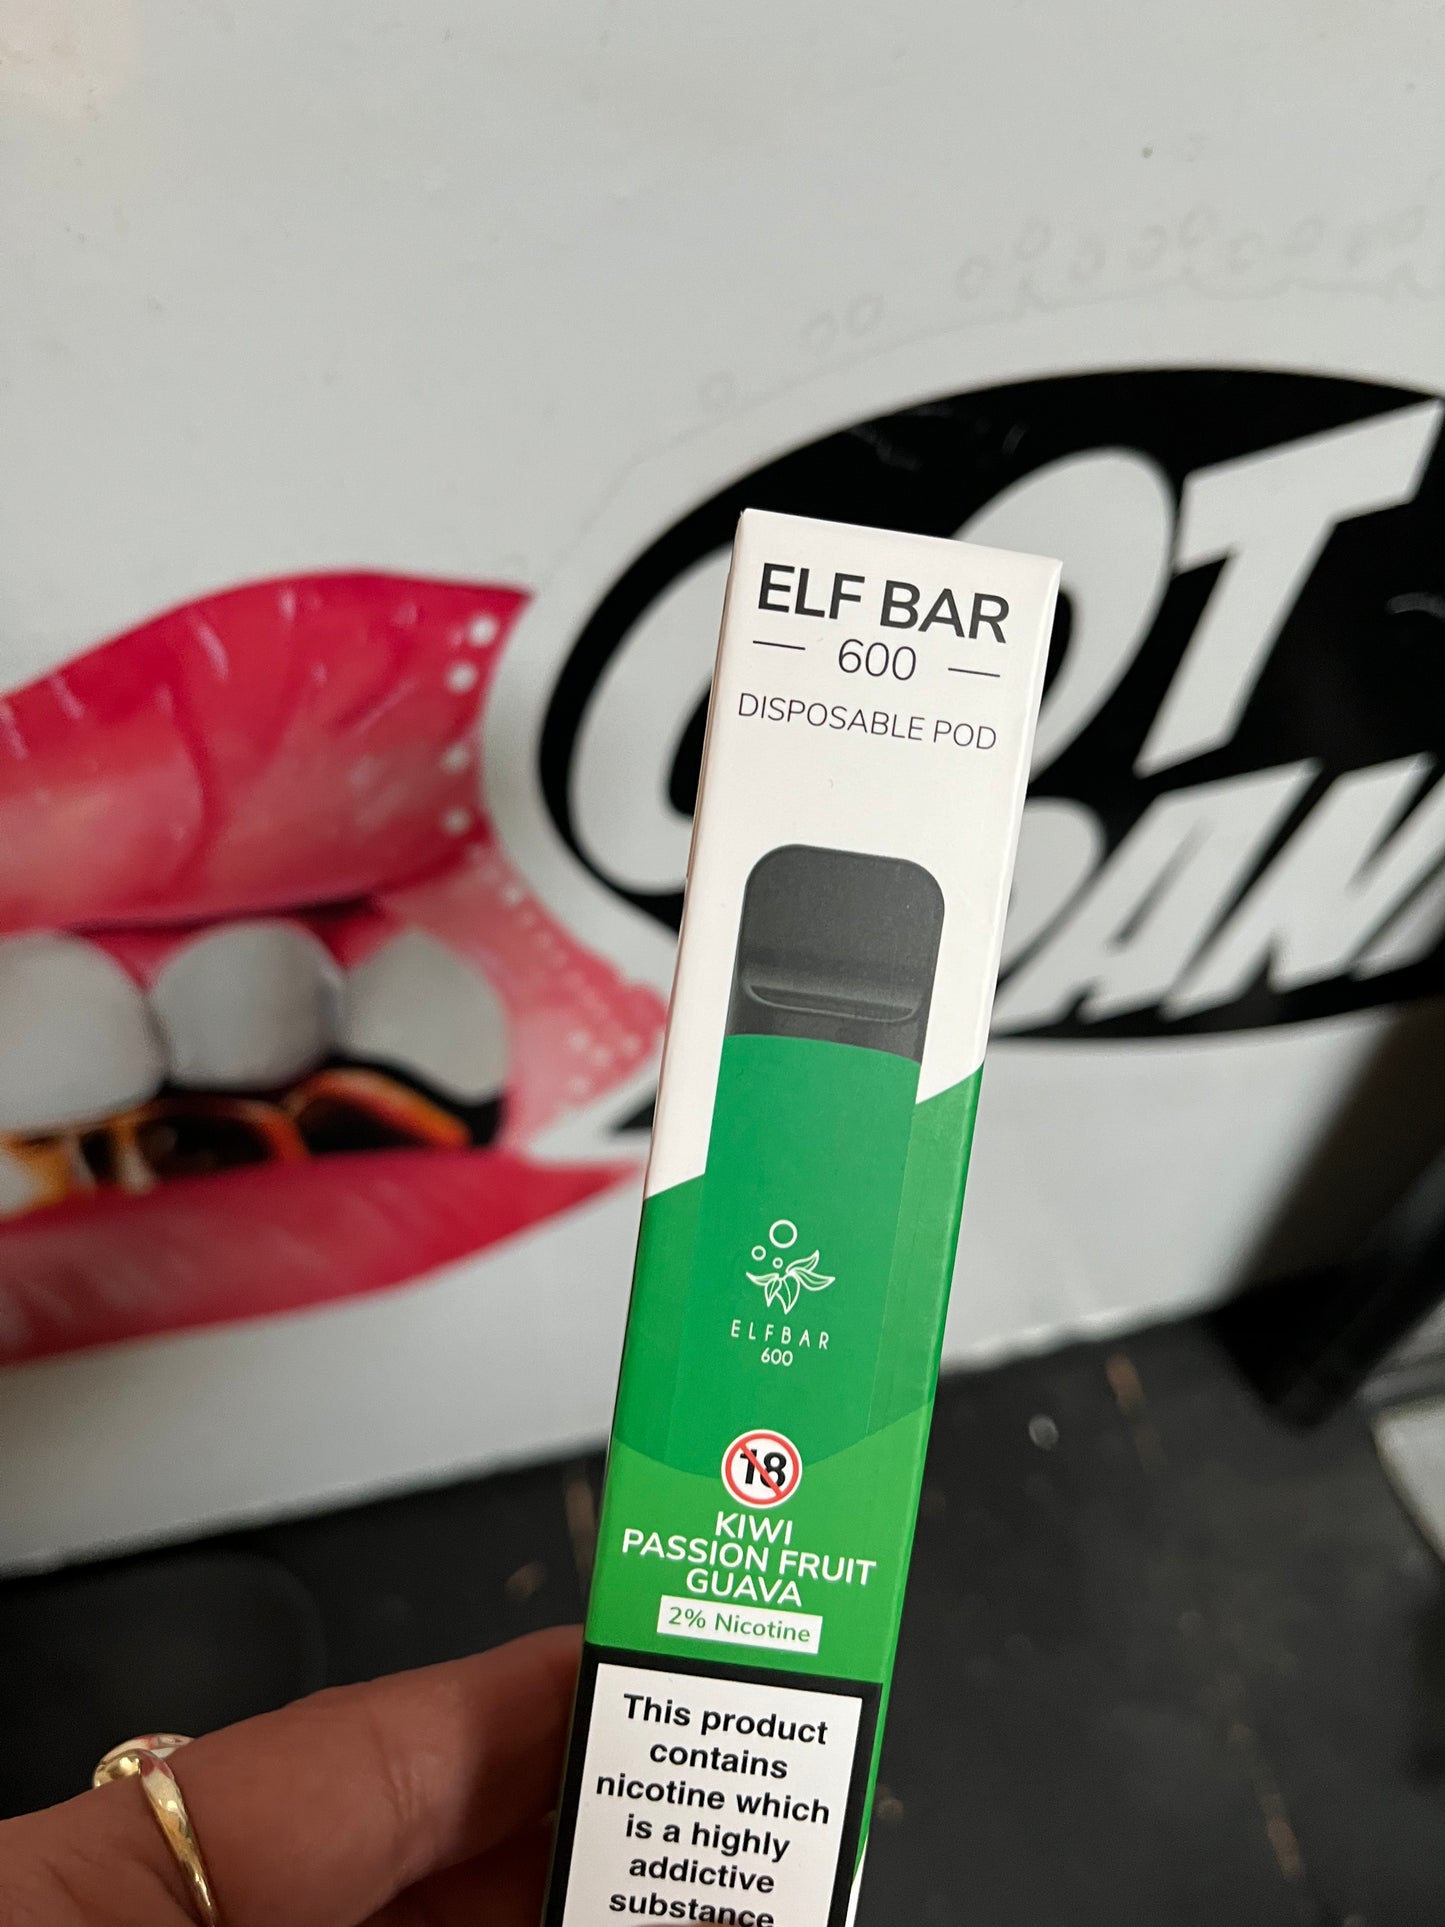 ELF BAR
600
DISPOSABLE POD
ELFBAR
600
18
KIWI
PASSION FRUIT
GUAVA
2% Nicotine
This product
contains
nicotine which
is a highly
addictive
substance